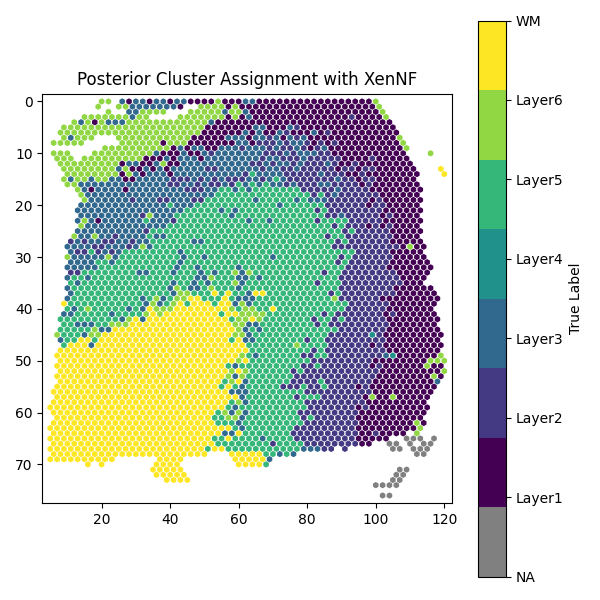 Posterior Cluster Assignment with XenNF
0
10
20
30
40
50
60
70
20
40
60
80
100
120
WM
Layer6
Layer5
Layer4
Layer3
Layer2
Layer1
NA
True Label